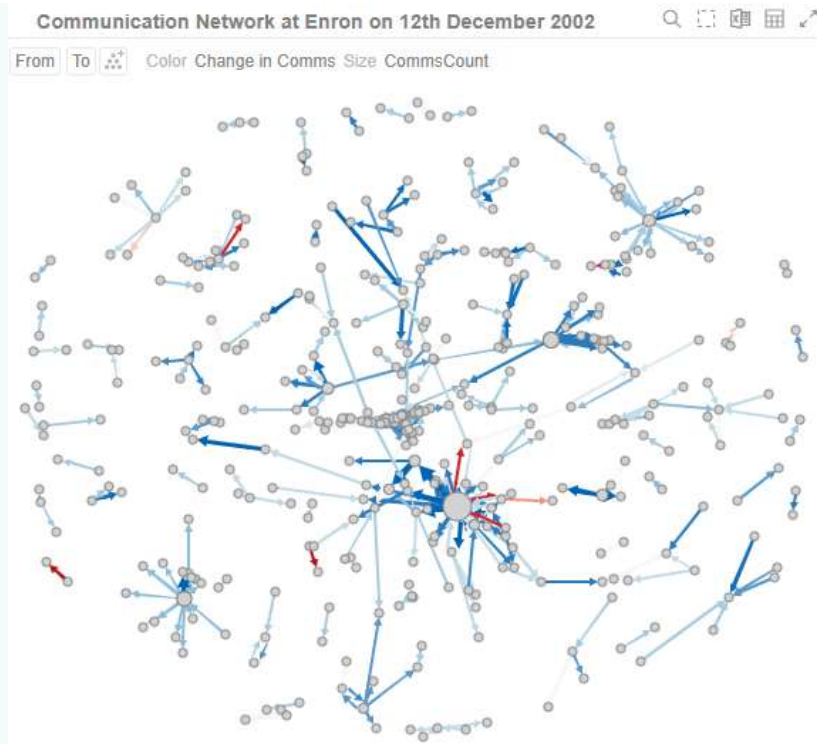 Communication Network at Enron on 12th December 2002
From To Color Change in Comms Size CommsCount